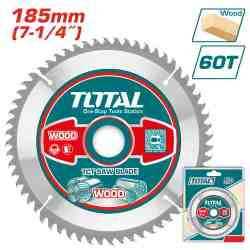 185mm
(7-1/4")
Wood
60T
TOTAL
One-Stop Tools Station
WOOD
TCT SAW BLADE
WOOD
TOTAL